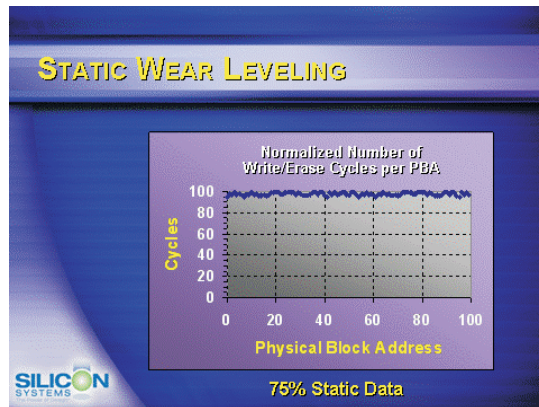 STATIC WEAR LEVELING
Normalized Number of
Write/Erase Cycles per PBA
100
80
60
40
20
0
Cycles
0 20 40 60 80 100
Physical Block Address
75% Static Data
SILICON
SYSTEMS